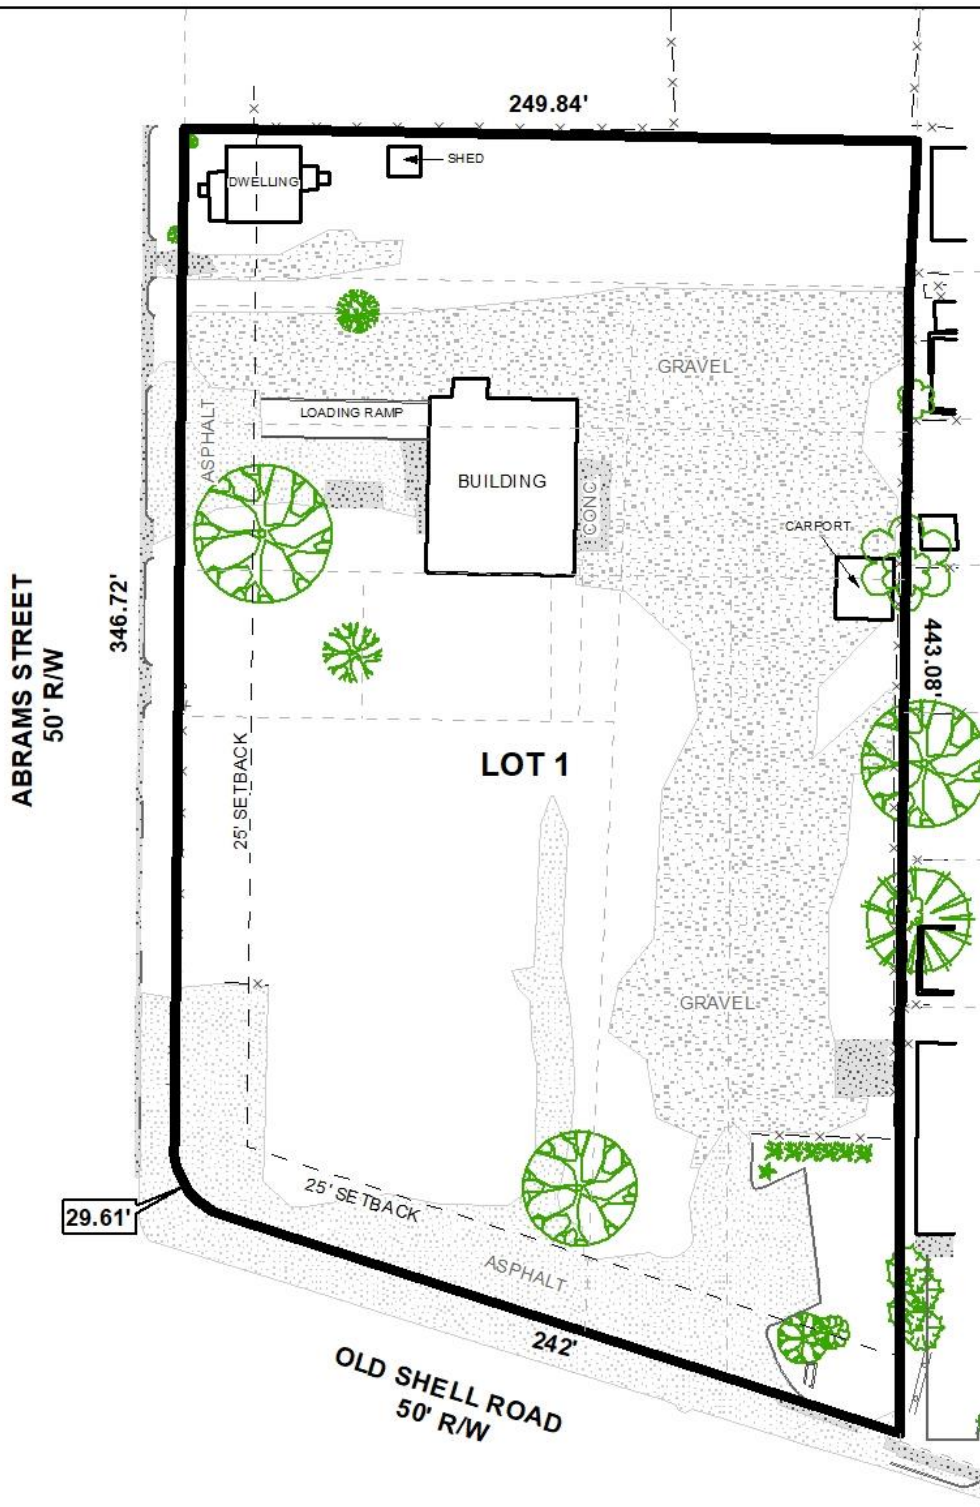 249.84'
SHED
DWELLING
GRAVEL
LOADING RAMP
ASPHALT
BUILDING
CONC
CARPORT
ABRAMS STREET
50' R/W
346.72'
443.08'
LOT 1
25' SETBACK
GRAVEL
25' SETBACK
29.61'
ASPHALT
242'
OLD SHELL ROAD
50' R/W